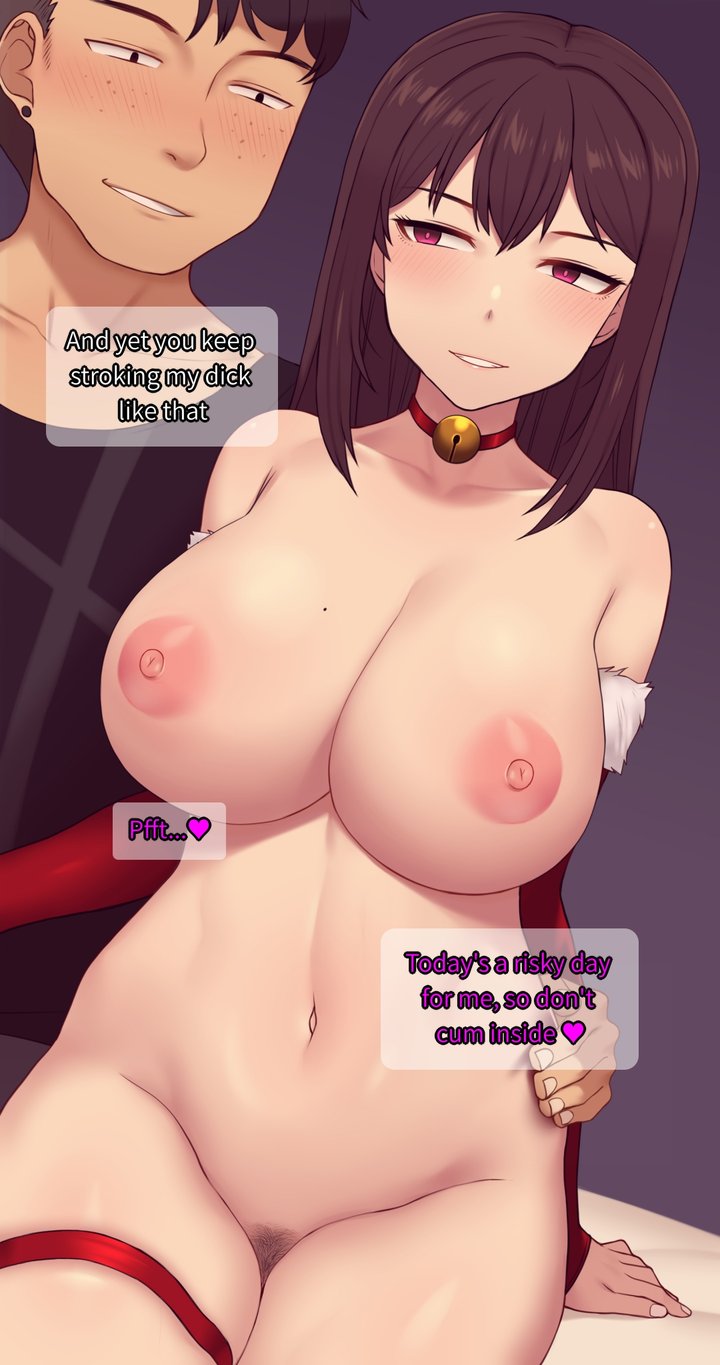 And yet you keep
stroking my dick
like that
Pfft...♥
Today's a risky day
for me, so don't
cum inside ♥